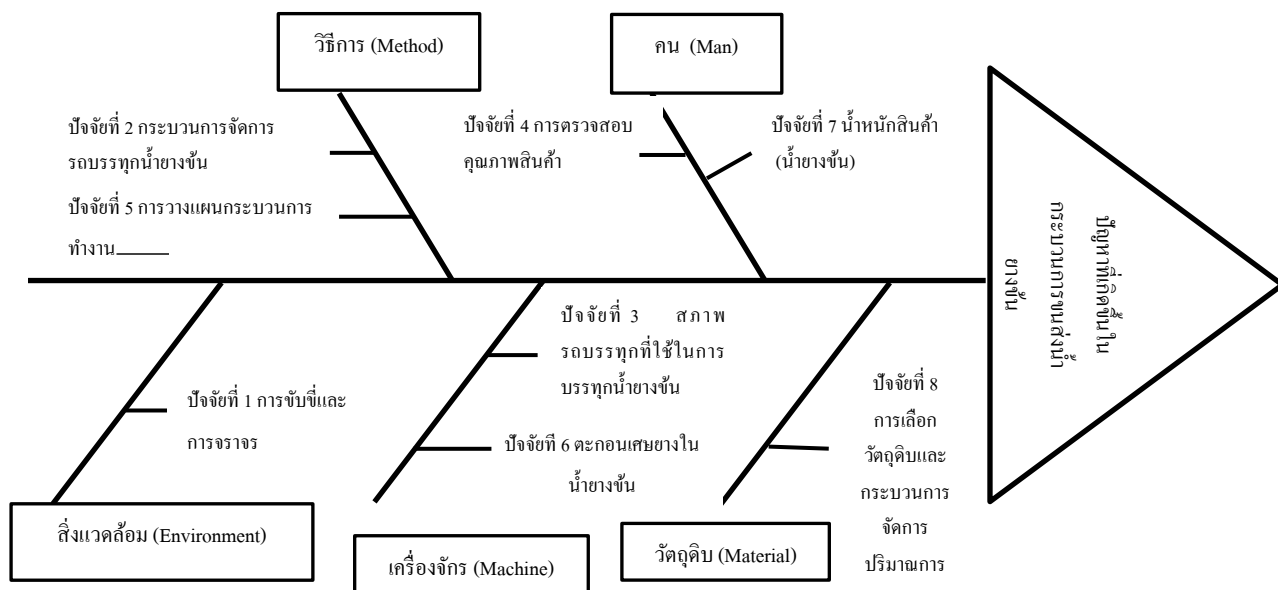 วิธีการ (Method)
คน (Man)
ปัจจัยที่ 2 กระบวนการจัดการ
รถบรรทุกน้ำยางข้น
ปัจจัยที่ 5 การวางแผนกระบวนการ
ทำงาน
ปัจจัยที่ 4 การตรวจสอบ
คุณภาพสินค้า
ปัจจัยที่ 7 น้ำหนักสินค้า
(น้ำยางข้น)
ปัญหาที่เกิดขึ้นใน
กระบวนการขนส่งน้ำ
ยางข้น
ปัจจัยที่ 1 การขับขี่และ
การจราจร
ปัจจัยที่ 3 สภาพ
รถบรรทุกที่ใช้ในการ
บรรทุกน้ำยางข้น
ปัจจัยที่ 6 ตะกอนเศษยางใน
น้ำยางข้น
ปัจจัยที่ 8
การเลือก
วัตถุดิบและ
กระบวนการ
จัดการ
ปริมาณการ
สิ่งแวดล้อม (Environment)
เครื่องจักร (Machine)
วัตถุดิบ (Material)